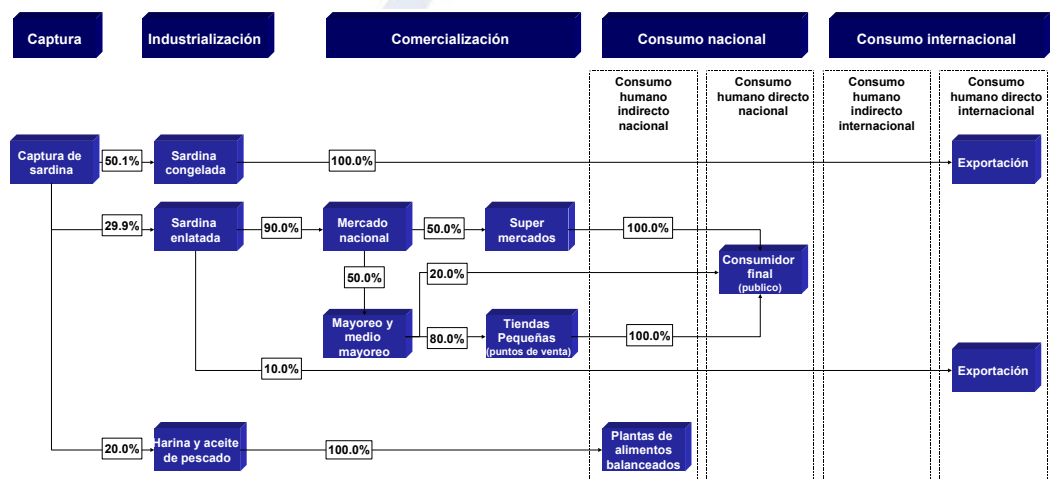 Captura
Industrialización
Comercialización
Consumo nacional
Consumo internacional
Consumo
humano
indirecto
nacional
Consumo
humano directo
nacional
Consumo
humano
indirecto
internacional
Consumo
humano directo
internacional
Captura de
sardina
50.1%
Sardina
congelada
100.0%
Exportación
29.9%
Sardina
enlatada
90.0%
Mercado
nacional
50.0%
Super
mercados
100.0%
Consumidor
final
(publico)
50.0%
20.0%
Mayoreo y
medio
mayoreo
80.0%
Tiendas
Pequeñas
(puntos de venta)
100.0%
10.0%
Exportación
20.0%
Harina y aceite
de pescado
100.0%
Plantas de
alimentos
balanceados